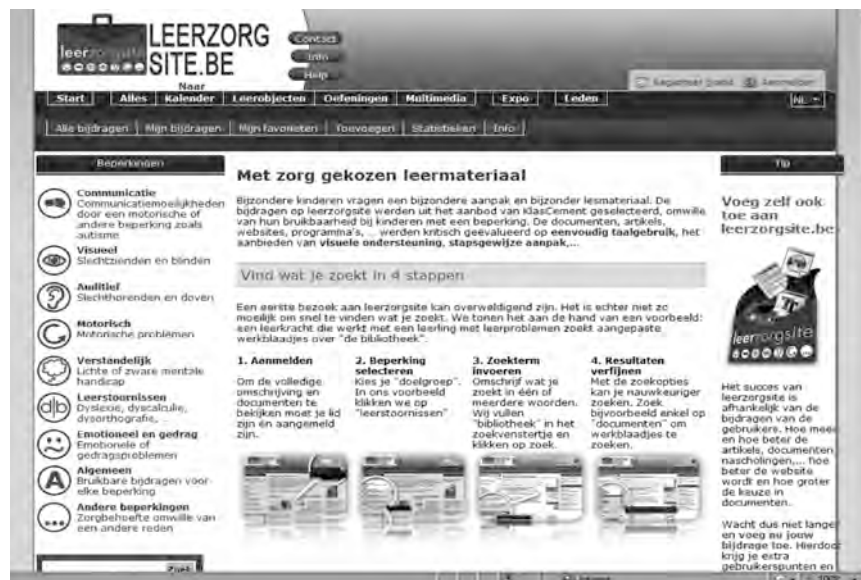 LEERZORG
SITE.BE
leerzorgsite
Contact
Info
Help
Registreer
Aanmelden
Naar
Start Alles Kalender Leerobjecten Oefeningen Multimedia Expo Leden
NL
Alle bijdragen Mijn bijdragen Mijn favorieten Toevoegen Statistieken Info
Beperkingen
Communicatie
Communicatiemoeilijkheden
door een motorische of
andere beperking zoals
autisme
Visueel
Slechtzienden en blinden
Auditief
Slechthorenden en doven
Motorisch
Motorische problemen
Verstandelijk
Lichte of zware mentale
handicap
Leerstoornissen
Dyslexie, dyscalculie,
dysorthografie,...
Emotioneel en gedrag
Emotionele of
gedragsproblemen
Algemeen
Bruikbare bijdragen voor
elke beperking
Andere beperkingen
Zorgbehoefte omwille van
een andere reden
Zoek
Met zorg gekozen leermateriaal
Bijzondere kinderen vragen een bijzondere aanpak en bijzonder lesmateriaal. De
bijdragen op leerzorgsite werden uit het aanbod van KlasCement geselecteerd, omwille
van hun bruikbaarheid bij kinderen met een beperking. De documenten, artikels,
websites, programma's, ... werden kritisch geëvalueerd op eenvoudig taalgebruik, het
aanbieden van visuele ondersteuning, stapsgewijze aanpak,...
Vind wat je zoekt in 4 stappen
Een eerste bezoek aan leerzorgsite kan overweldigend zijn. Het is echter niet zo
moeilijk om snel te vinden wat je zoekt. We tonen het aan de hand van een voorbeeld:
een leerkracht die werkt met een leerling met leerproblemen zoekt aangepaste
werkblaadjes over "de bibliotheek".
1. Aanmelden
Om de volledige
omschrijving en
documenten te
bekijken moet je lid
zijn én aangemeld
zijn.
2. Beperking
selecteren
Kies je "doelgroep".
In ons voorbeeld
klikken we op
"leerstoornissen"
3. Zoekterm
invoeren
Omschrijf wat je
zoekt in één of
meerdere woorden.
Wij vullen
"bibliotheek" in het
zoekvenstertje en
klikken op zoek.
4. Resultaten
verfijnen
Met de zoekopties
kan je nauwkeuriger
zoeken. Zoek
bijvoorbeeld enkel op
"documenten" om
werkblaadjes te
zoeken.
Tip
Voeg zelf ook
toe aan
leerzorgsite.be
leerzorgsite
Het succes van
leerzorgsite is
afhankelijk van de
bijdragen van de
gebruikers. Hoe meer
en hoe beter de
artikels, documenten,
nascholingen,... hoe
beter de website
wordt en hoe groter
de keuze in
documenten.
Wacht dus niet langer
en voeg nu jouw
bijdrage toe. Hierdoor
krijg je extra
gebruikerspunten en